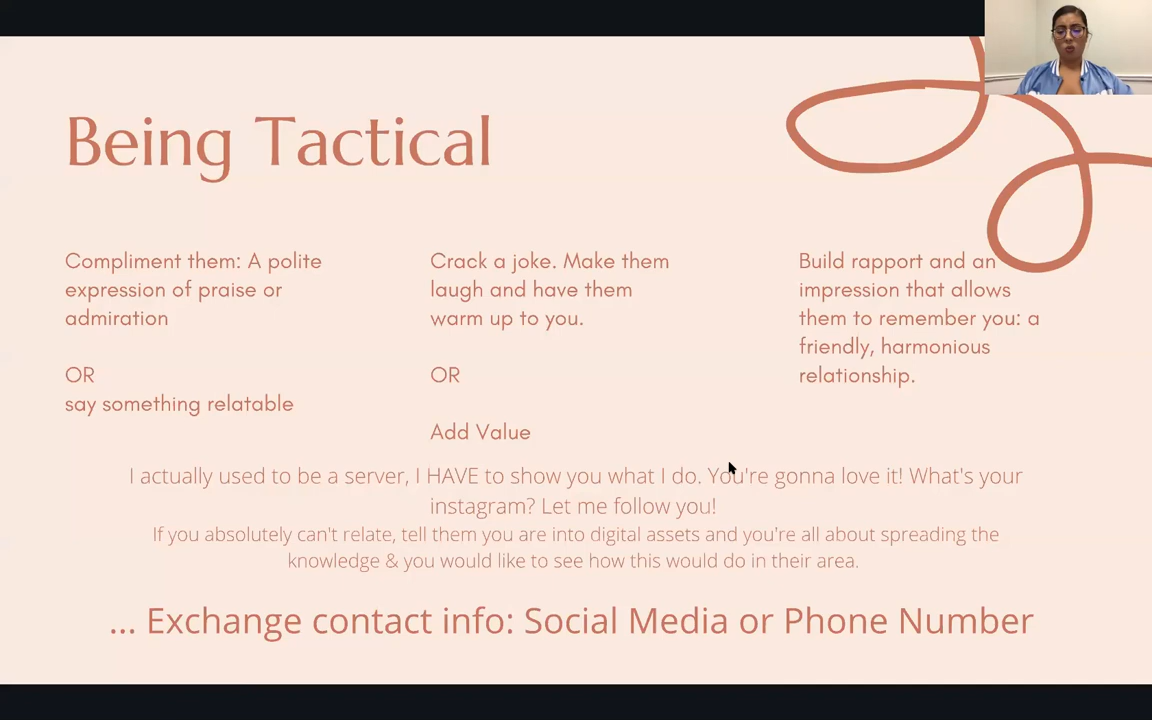 Being Tactical
Compliment them: A polite
expression of praise or
admiration
OR
say something relatable
Crack a joke. Make them
laugh and have them
warm up to you.
OR
Add Value
Build rapport and an
impression that allows
them to remember you: a
friendly, harmonious
relationship.
I actually used to be a server, I HAVE to show you what I do. You're gonna love it! What's your
instagram? Let me follow you!
If you absolutely can't relate, tell them you are into digital assets and you're all about spreading the
knowledge & you would like to see how this would do in their area.
... Exchange contact info: Social Media or Phone Number